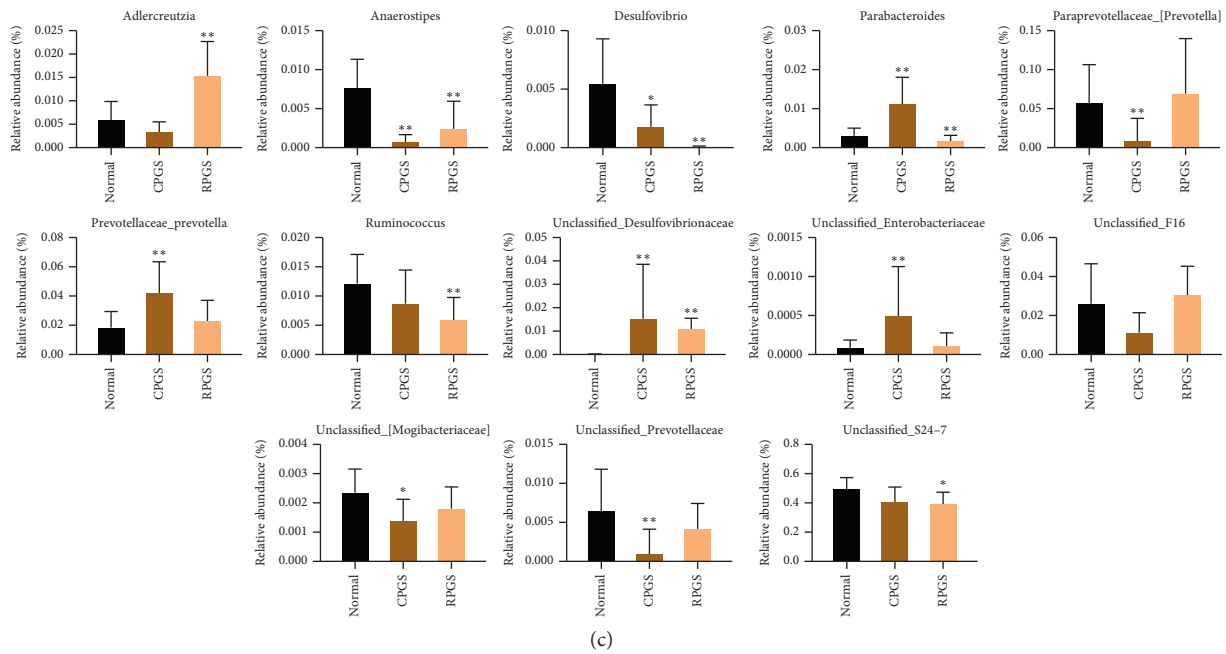 Adlercreutzia
Relative abundance (%)
0.025
0.020
0.015
0.010
0.005
0.000
**
Normal
CPGS
RPGS
Anaerostipes
Relative abundance (%)
0.015
0.010
0.005
0.000
**
**
Normal
CPGS
RPGS
Desulfovibrio
Relative abundance (%)
0.010
0.005
0.000
*
**
Normal
CPGS
RPGS
Parabacteroides
Relative abundance (%)
0.03
0.02
0.01
0.00
**
**
Normal
CPGS
RPGS
Paraprevotellaceae_[Prevotella]
Relative abundance (%)
0.15
0.10
0.05
0.00
**
Normal
CPGS
RPGS
Prevotellaceae_prevotella
Relative abundance (%)
0.08
0.06
0.04
0.02
0.00
**
Normal
CPGS
RPGS
Ruminococcus
Relative abundance (%)
0.020
0.015
0.010
0.005
0.000
**
Normal
CPGS
RPGS
Unclassified_Desulfovibrionaceae
Relative abundance (%)
0.05
0.04
0.03
0.02
0.01
0.00
**
**
Normal
CPGS
RPGS
Unclassified_Enterobacteriaceae
Relative abundance (%)
0.0015
0.0010
0.0005
0.0000
**
Normal
CPGS
RPGS
Unclassified_F16
Relative abundance (%)
0.06
0.04
0.02
0.00
Normal
CPGS
RPGS
Unclassified_[Mogibacteriaceae]
Relative abundance (%)
0.004
0.003
0.002
0.001
0.000
*
Normal
CPGS
RPGS
Unclassified_Prevotellaceae
Relative abundance (%)
0.015
0.010
0.005
0.000
**
Normal
CPGS
RPGS
Unclassified_S24–7
Relative abundance (%)
0.8
0.6
0.4
0.2
0.0
*
Normal
CPGS
RPGS
(c)